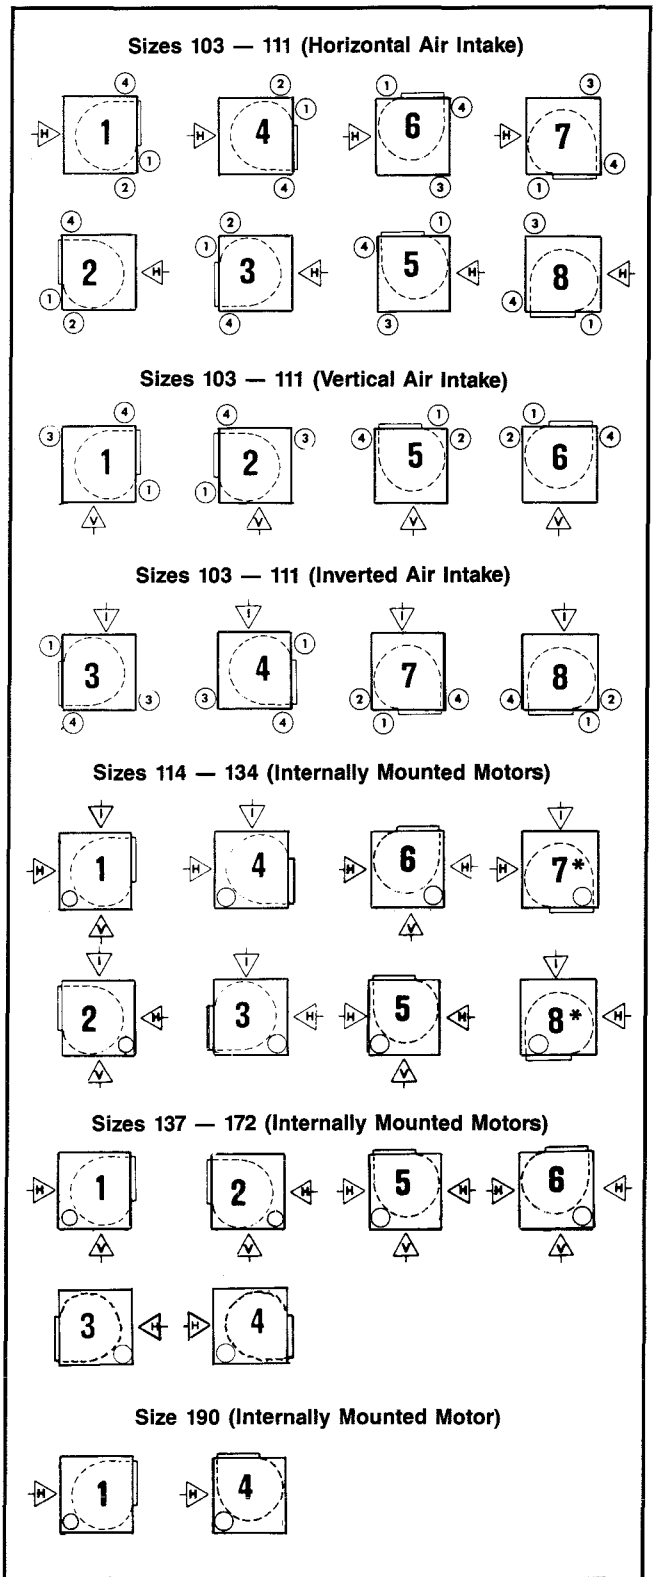 Sizes 103 — 111 (Horizontal Air Intake)
4 2 1 3
1 4
H 1 H 4 H 6 H 7
1 4
2 4 3 1
4 2 1 3
1 4
2 H 3 H 5 H 8 H
1 4
2 4 3 1
Sizes 103 — 111 (Vertical Air Intake)
4 4 1 1
3 3 4 2 2 4
1 2 5 6
1 1
V V V V
Sizes 103 — 111 (Inverted Air Intake)
I I I I
1 1
3 4 7 8
3 3 2 4 4 2
4 4 1 1
Sizes 114 — 134 (Internally Mounted Motors)
I I I
H 1 H 4 H 6 H H 7*
V V
I I I
2 H 3 H H 5 H 8* H
V V
Sizes 137 — 172 (Internally Mounted Motors)
H 1 2 H H 5 H H 6 H
V V V V
3 H H 4
Size 190 (Internally Mounted Motor)
H 1 H 4